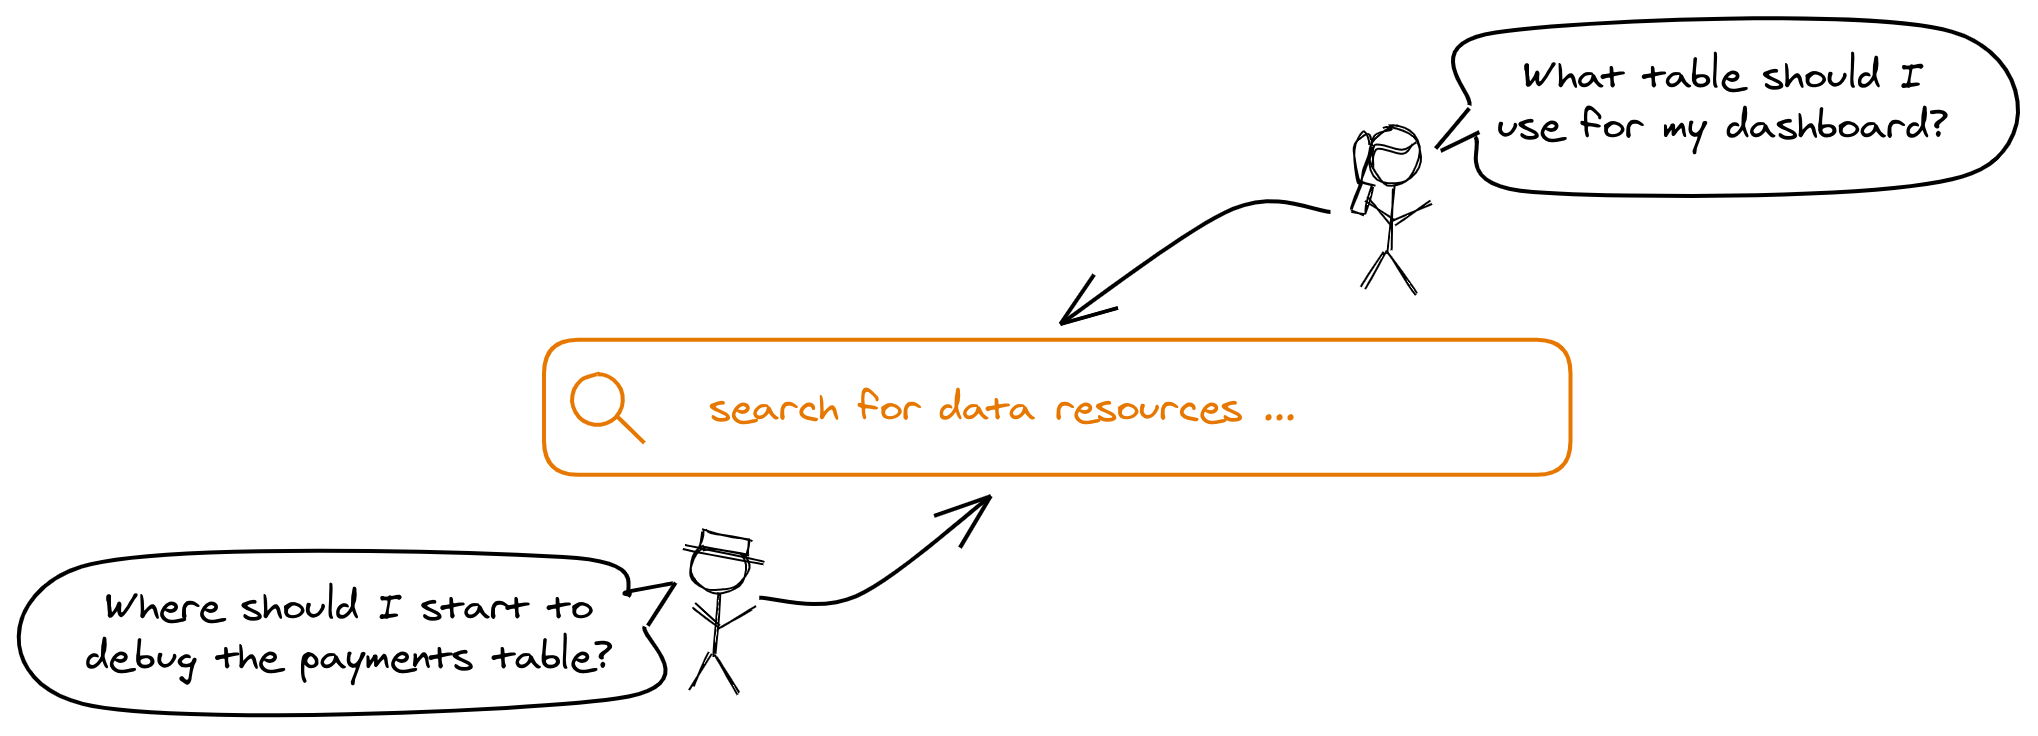 What table should I
use for my dashboard?
search for data resources ...
Where should I start to
debug the payments table?